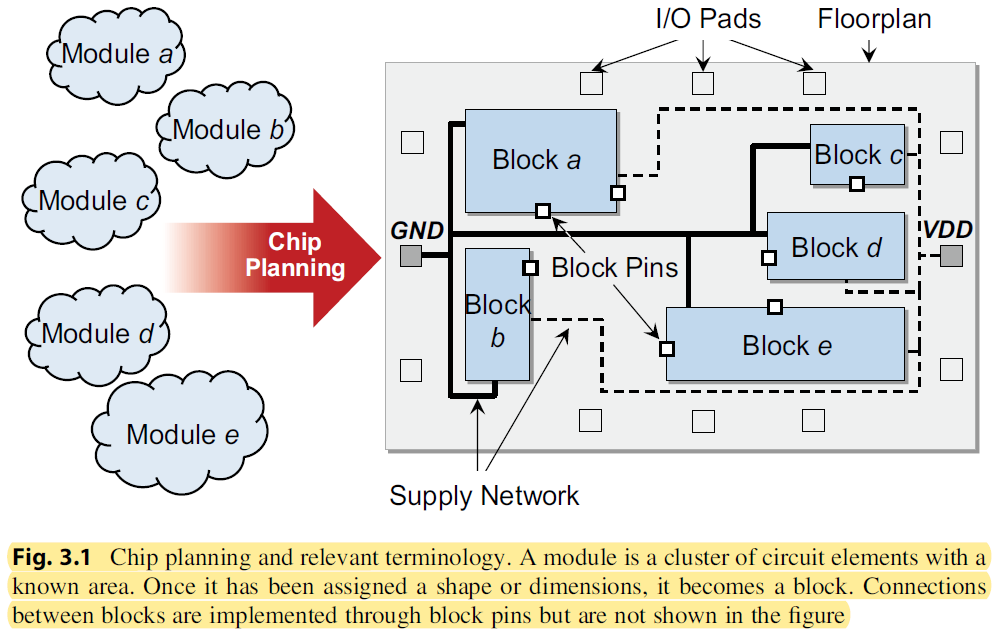 I/O Pads
Floorplan
Module a
Module b
Module c
Module d
Module e
Chip
Planning
GND
VDD
Block a
Block b
Block c
Block d
Block e
Block Pins
Supply Network
Fig. 3.1 Chip planning and relevant terminology. A module is a cluster of circuit elements with a
known area. Once it has been assigned a shape or dimensions, it becomes a block. Connections
between blocks are implemented through block pins but are not shown in the figure